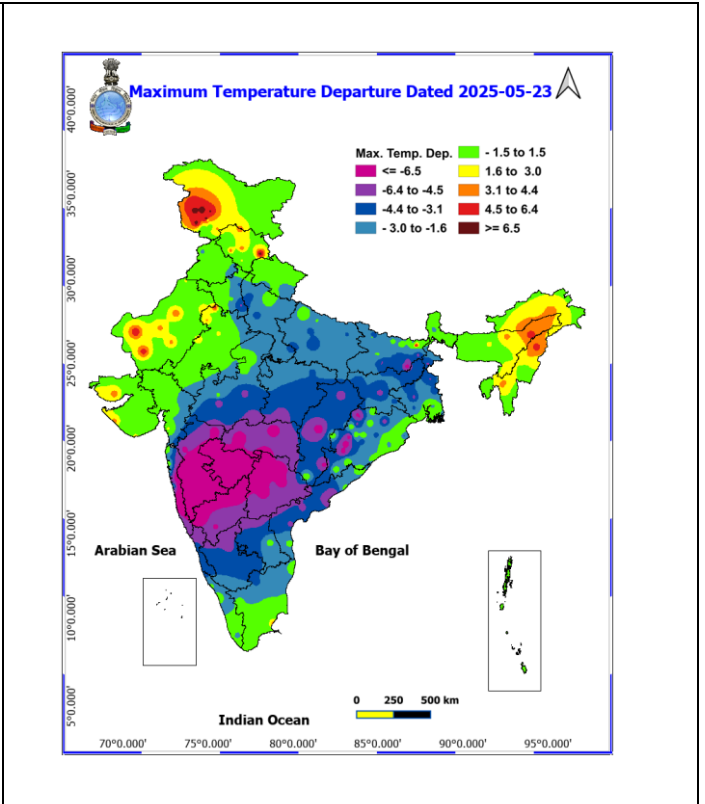 Maximum Temperature Departure Dated 2025-05-23
Max. Temp. Dep.
<= -6.5
-6.4 to -4.5
-4.4 to -3.1
- 3.0 to -1.6
- 1.5 to 1.5
1.6 to 3.0
3.1 to 4.4
4.5 to 6.4
>= 6.5
40°0.000'
35°0.000'
30°0.000'
25°0.000'
20°0.000'
15°0.000'
10°0.000'
5°0.000'
Arabian Sea
Bay of Bengal
0 250 500 km
Indian Ocean
70°0.000' 75°0.000' 80°0.000' 85°0.000' 90°0.000' 95°0.000'